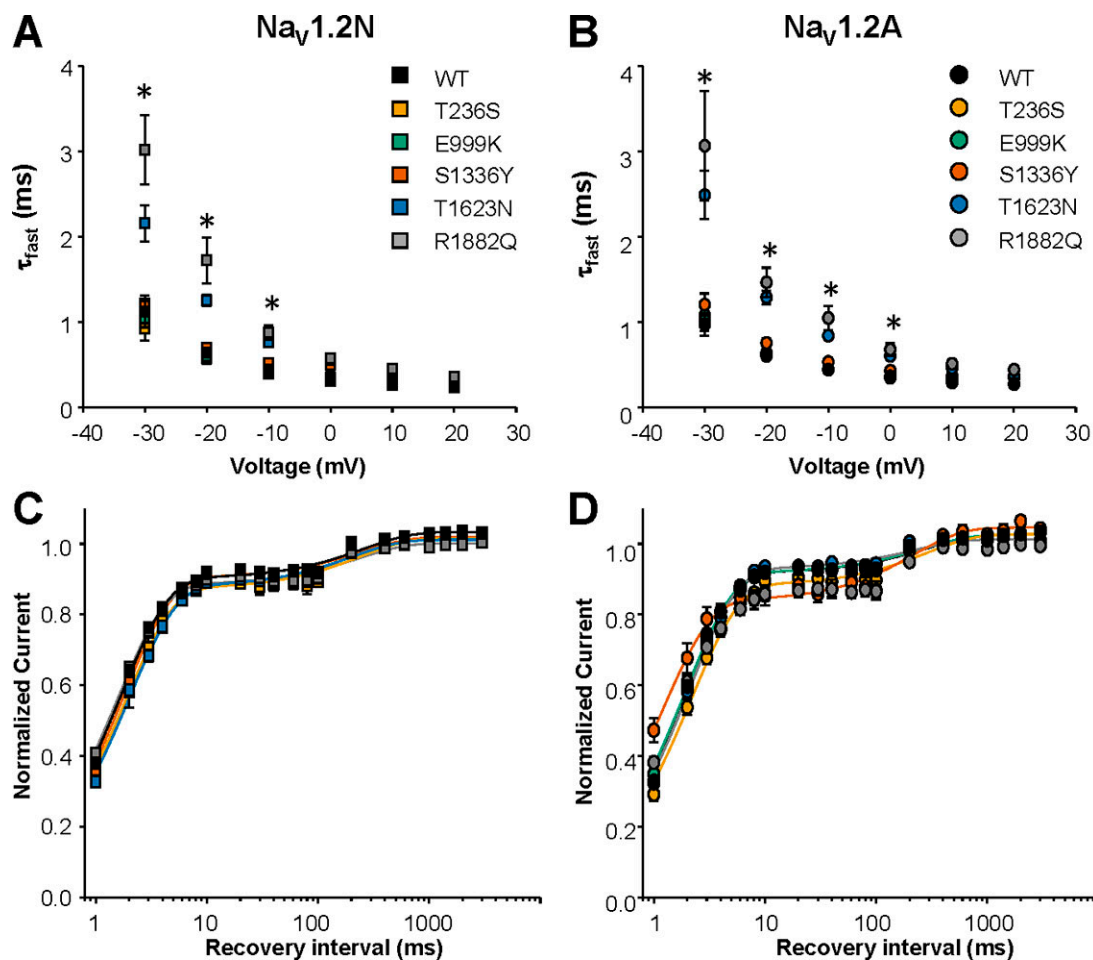 A
Naᵥ1.2N
4
3
2
1
0
τfast (ms)
*
*
*
WT
T236S
E999K
S1336Y
T1623N
R1882Q
-40
-30
-20
-10
0
10
20
30
Voltage (mV)
B
Naᵥ1.2A
4
3
2
1
0
τfast (ms)
*
*
*
*
WT
T236S
E999K
S1336Y
T1623N
R1882Q
-40
-30
-20
-10
0
10
20
30
Voltage (mV)
C
1.0
0.8
0.6
0.4
0.2
0.0
Normalized Current
1
10
100
1000
Recovery interval (ms)
D
1.0
0.8
0.6
0.4
0.2
0.0
Normalized Current
1
10
100
1000
Recovery interval (ms)